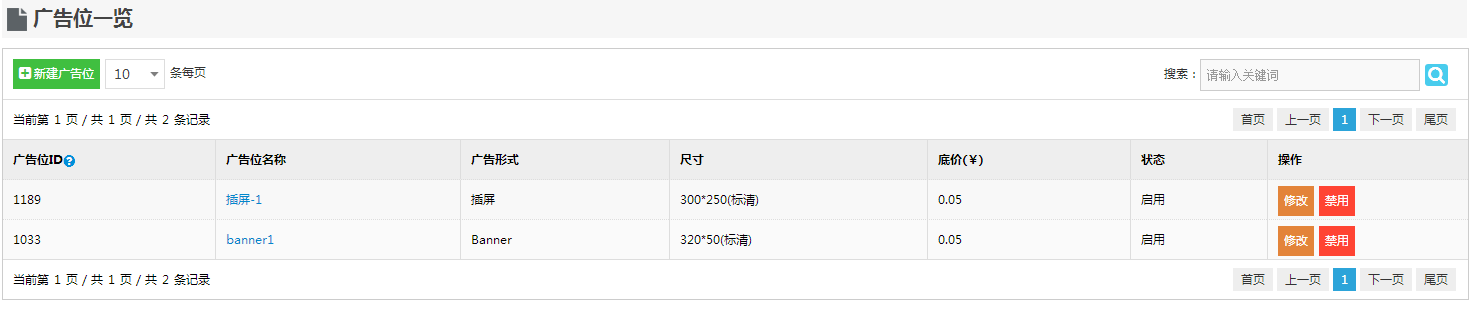 广告位一览
新建广告位 10 条每页 搜索： 请输入关键词
当前第 1 页 / 共 1 页 / 共 2 条记录 首页 上一页 1 下一页 尾页
广告位ID 广告位名称 广告形式 尺寸 底价(￥) 状态 操作
1189 插屏-1 插屏 300*250(标清) 0.05 启用 修改 禁用
1033 banner1 Banner 320*50(标清) 0.05 启用 修改 禁用
当前第 1 页 / 共 1 页 / 共 2 条记录 首页 上一页 1 下一页 尾页